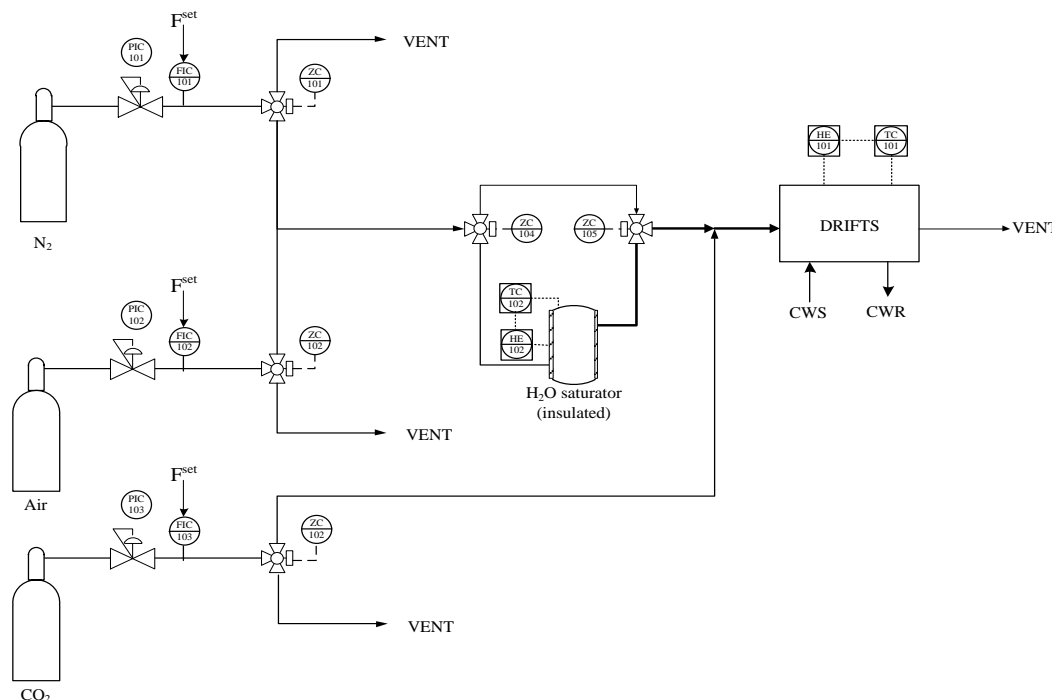 F^set
VENT
PIC
101
FIC
101
ZC
101
N₂
HE
101
TC
101
ZC
104
ZC
105
DRIFTS
VENT
CWS
CWR
F^set
PIC
102
FIC
102
ZC
102
TC
102
HE
102
H₂O saturator
(insulated)
VENT
Air
F^set
PIC
103
FIC
103
ZC
102
VENT
CO₂